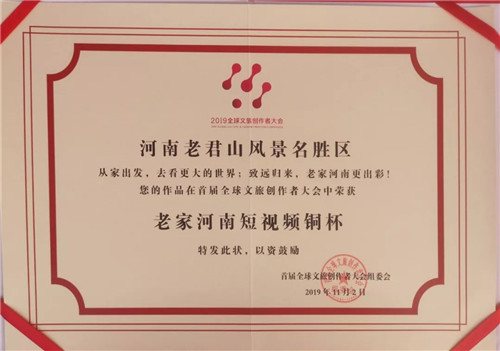 2019全球文旅创作者大会
河南老君山风景名胜区
从家出发，去看更大的世界；致远归来，老家河南更出彩！
您的作品在首届全球文旅创作者大会中荣获
老家河南短视频铜杯
特发此状，以资鼓励
首届全球文旅创作者大会组委会
2019年11月2日